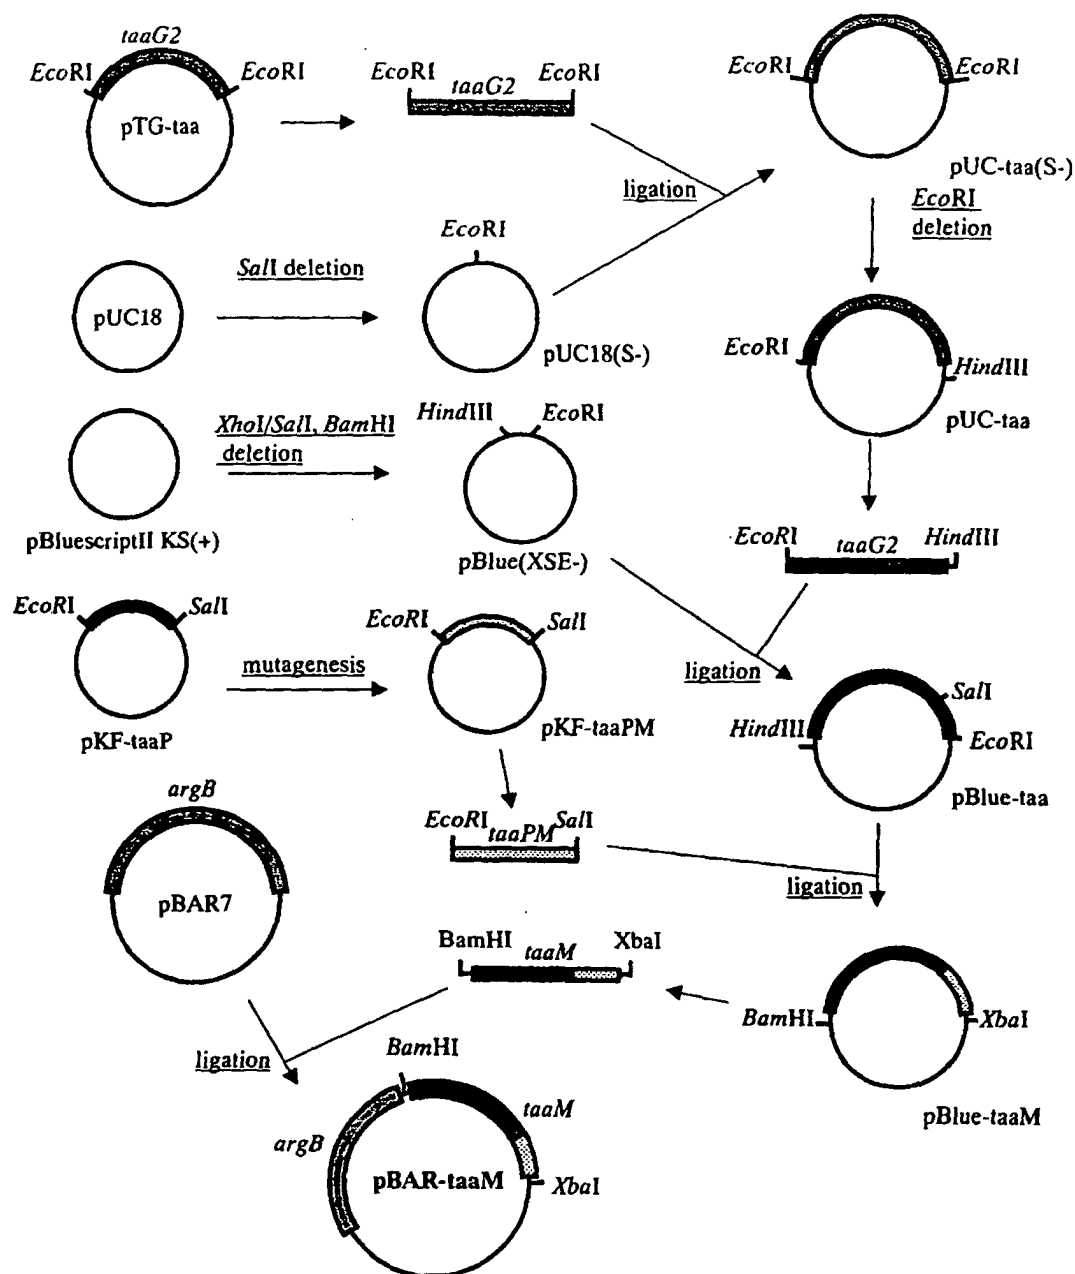 taaG2
EcoRI
EcoRI
pTG-taa
EcoRI
EcoRI
taaG2
ligation
EcoRI
EcoRI
pUC-taa(S-)
EcoRI
deletion
pUC18
SalI deletion
EcoRI
pUC18(S-)
EcoRI
HindIII
pUC-taa
XhoI/SalI, BamHI
deletion
pBluescriptII KS(+)
HindIII
EcoRI
pBlue(XSE-)
EcoRI
taaG2
HindIII
EcoRI
SalI
pKF-taaP
mutagenesis
EcoRI
SalI
pKF-taaPM
ligation
HindIII
SalI
EcoRI
pBlue-taa
argB
pBAR7
EcoRI
SalI
taaPM
ligation
BamHI
taaM
XbaI
BamHI
XbaI
pBlue-taaM
ligation
BamHI
argB
taaM
pBAR-taaM
XbaI